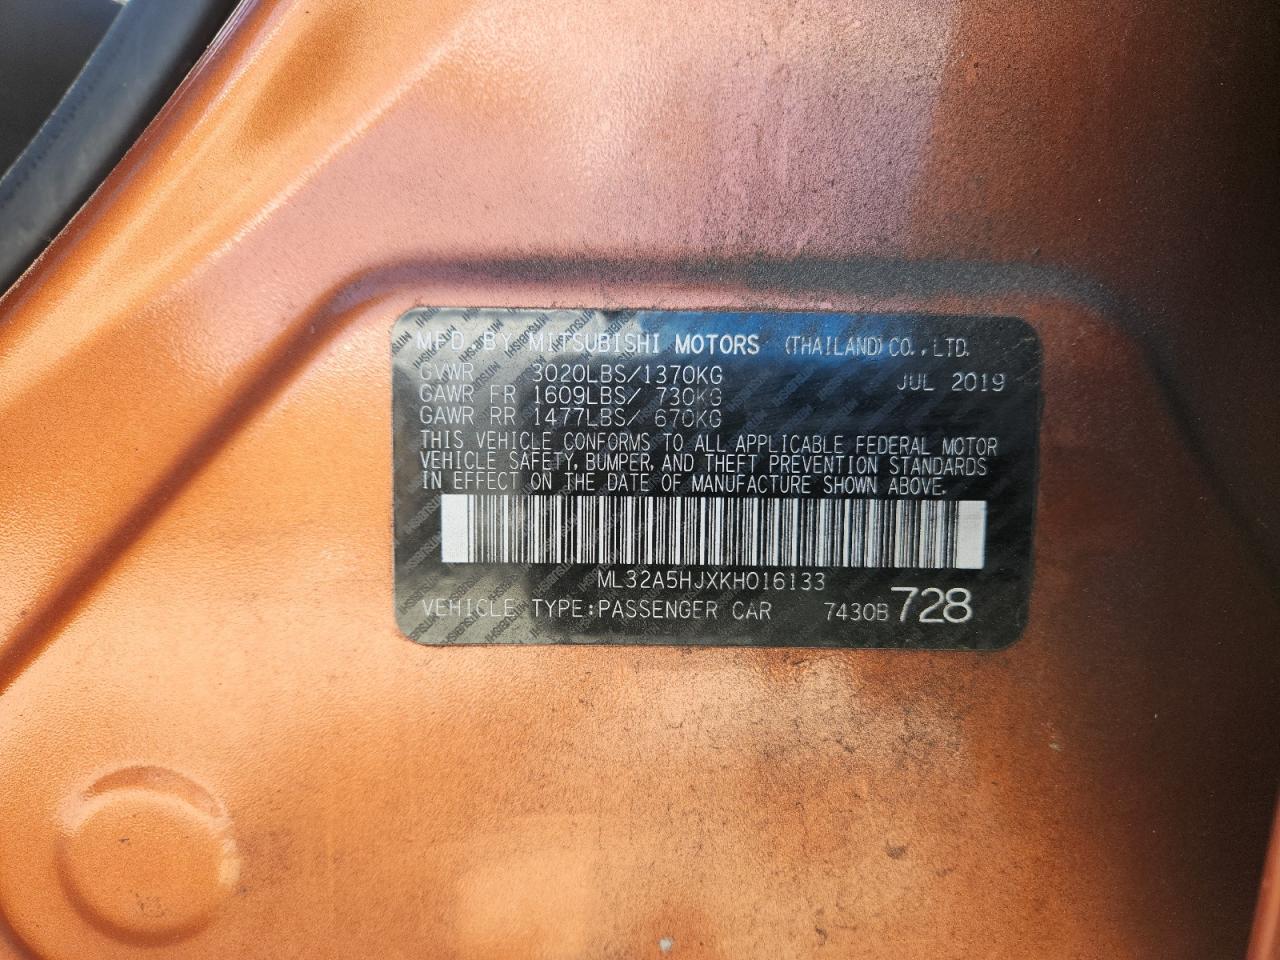 MFD. BY MITSUBISHI MOTORS (THAILAND) CO., LTD.
GVWR 3020LBS/1370KG JUL 2019
GAWR FR 1609LBS/ 730KG
GAWR RR 1477LBS/ 670KG
THIS VEHICLE CONFORMS TO ALL APPLICABLE FEDERAL MOTOR
VEHICLE SAFETY, BUMPER, AND THEFT PREVENTION STANDARDS
IN EFFECT ON THE DATE OF MANUFACTURE SHOWN ABOVE.
ML32A5HJXKH016133
VEHICLE TYPE:PASSENGER CAR 7430B 728